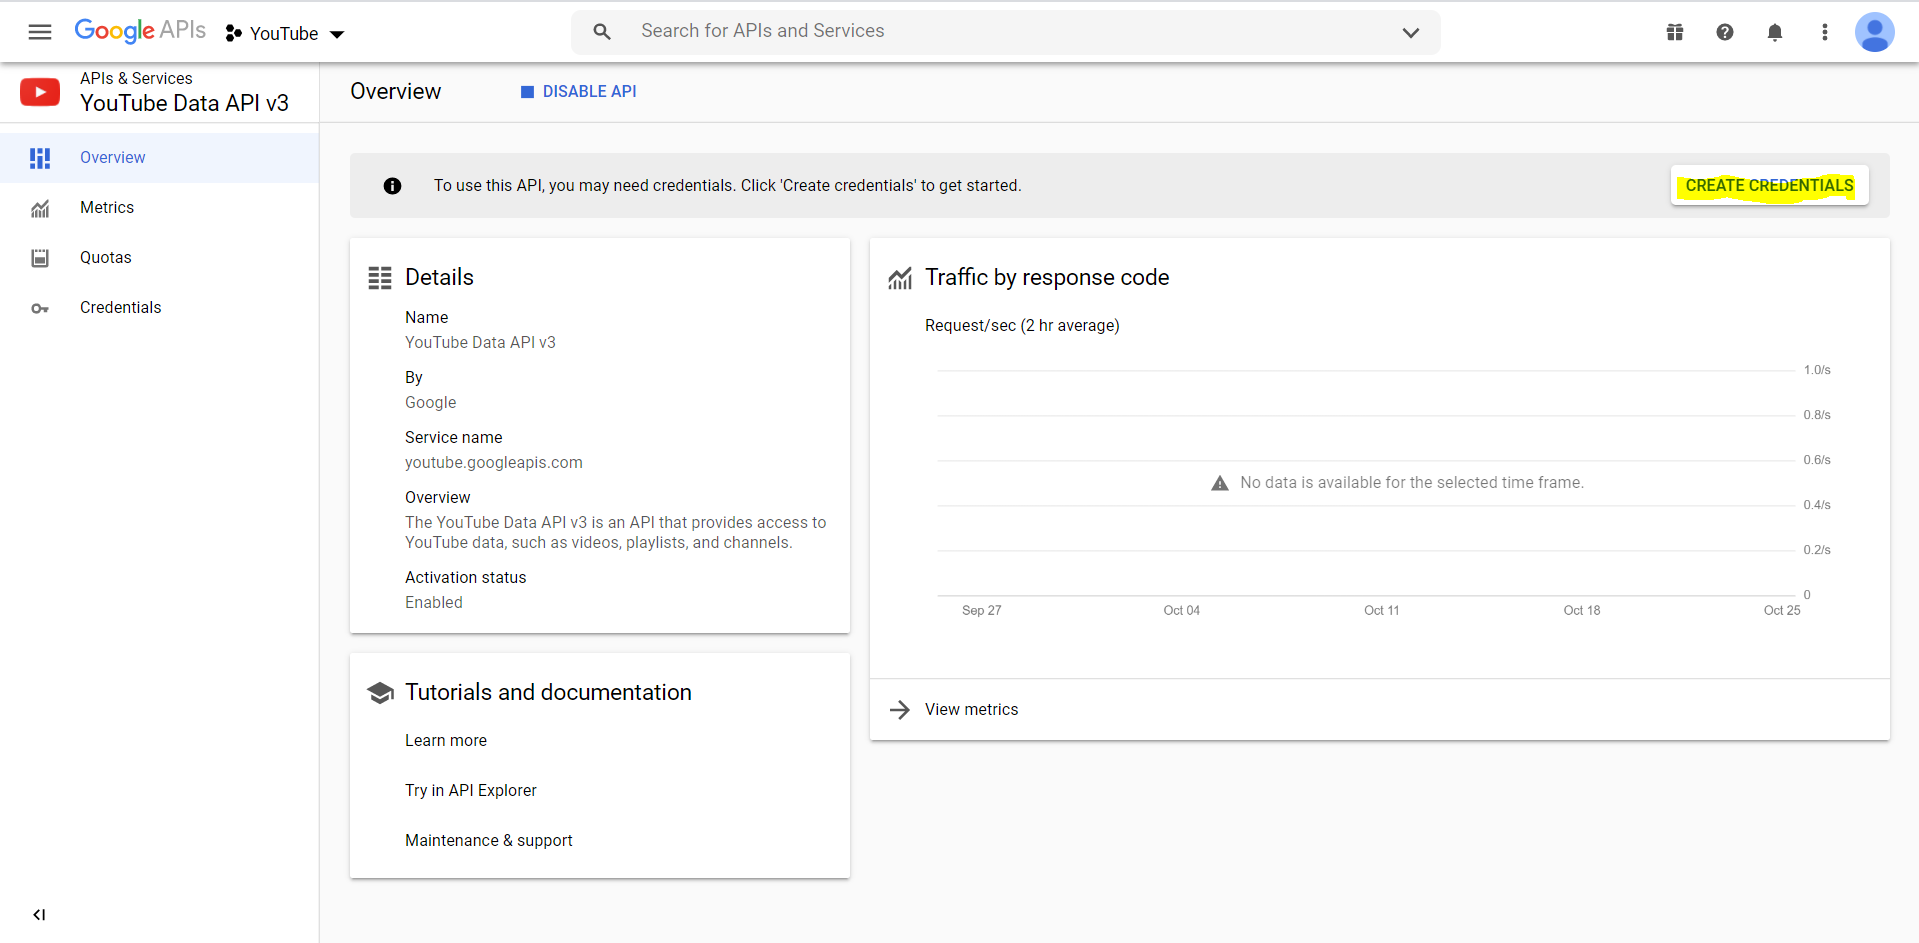 Google APIs
YouTube
Search for APIs and Services
APIs & Services
YouTube Data API v3
Overview
DISABLE API
Overview
Metrics
Quotas
Credentials
To use this API, you may need credentials. Click 'Create credentials' to get started.
CREATE CREDENTIALS
Details
Name
YouTube Data API v3
By
Google
Service name
youtube.googleapis.com
Overview
The YouTube Data API v3 is an API that provides access to
YouTube data, such as videos, playlists, and channels.
Activation status
Enabled
Tutorials and documentation
Learn more
Try in API Explorer
Maintenance & support
Traffic by response code
Request/sec (2 hr average)
1.0/s
0.8/s
0.6/s
No data is available for the selected time frame.
0.4/s
0.2/s
0
Sep 27 Oct 04 Oct 11 Oct 18 Oct 25
View metrics